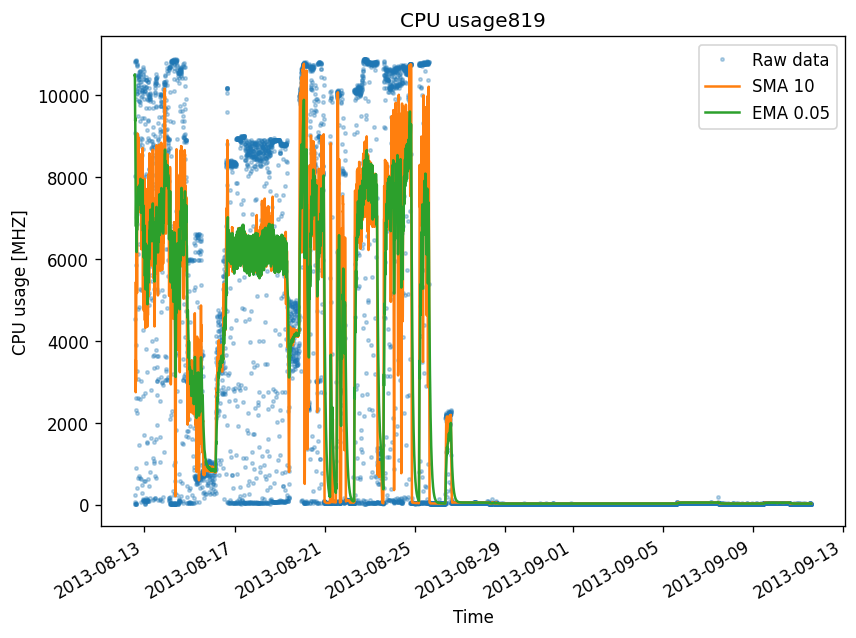 CPU usage819
Raw data
SMA 10
EMA 0.05
CPU usage [MHZ]
10000
8000
6000
4000
2000
0
2013-08-13
2013-08-17
2013-08-21
2013-08-25
2013-08-29
2013-09-01
2013-09-05
2013-09-09
2013-09-13
Time